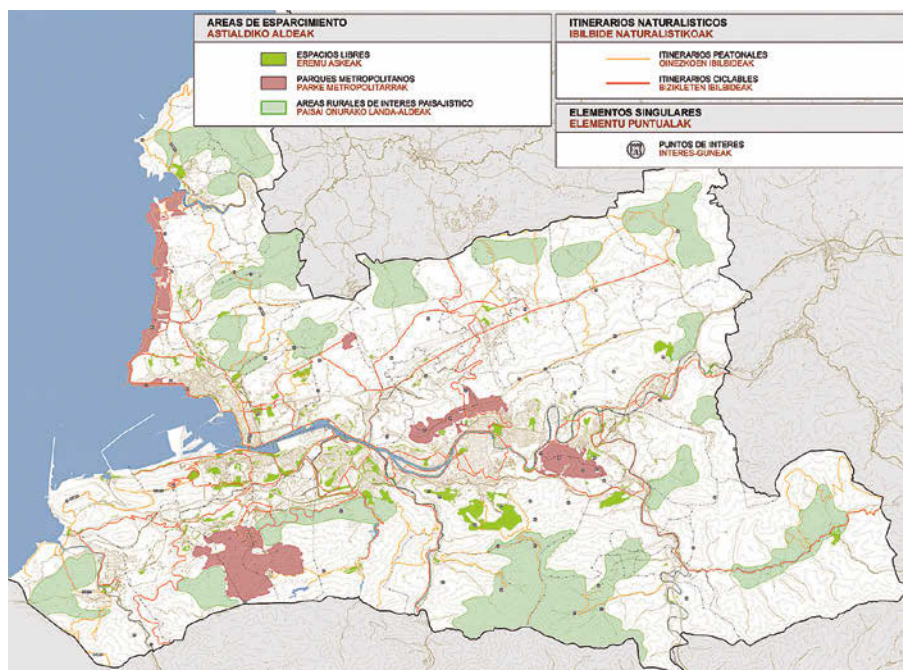 AREAS DE ESPARCIMIENTO
ASTIALDIKO ALDEAK
ESPACIOS LIBRES
EREMU ASKEAK
PARQUES METROPOLITANOS
PARKE METROPOLITARRAK
AREAS RURALES DE INTERES PAISAJISTICO
PAISAI ONURAKO LANDA-ALDEAK
ITINERARIOS NATURALISTICOS
IBILBIDE NATURALISTIKOAK
ITINERARIOS PEATONALES
OINEZKOEN IBILBIDEAK
ITINERARIOS CICLABLES
BIZIKLETEN IBILBIDEAK
ELEMENTOS SINGULARES
ELEMENTU PUNTUALAK
PUNTOS DE INTERES
INTERES-GUNEAK